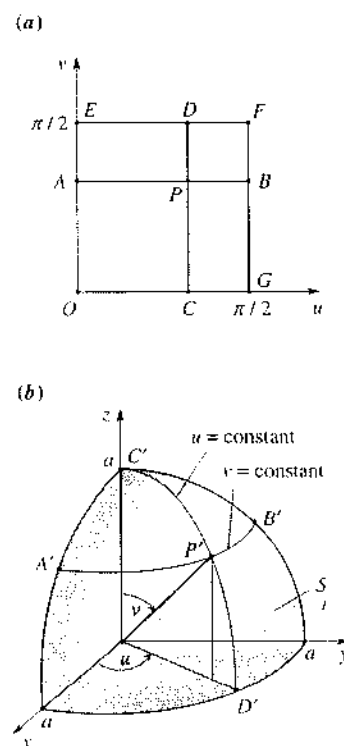 (a)
v
E D F
π / 2
A P B
G
O C π / 2 u
(b)
z
a C' u = constant
v = constant
A' P' B'
S
v
u a y
a D'
x